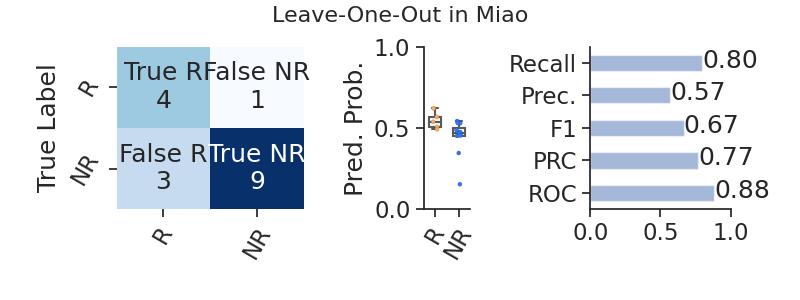 Leave-One-Out in Miao
True Label
R
NR
True R
4
False NR
1
False R
3
True NR
9
R
NR
Pred. Prob.
1.0
0.5
0.0
R
NR
Recall
0.80
Prec.
0.57
F1
0.67
PRC
0.77
ROC
0.88
0.0 0.5 1.0